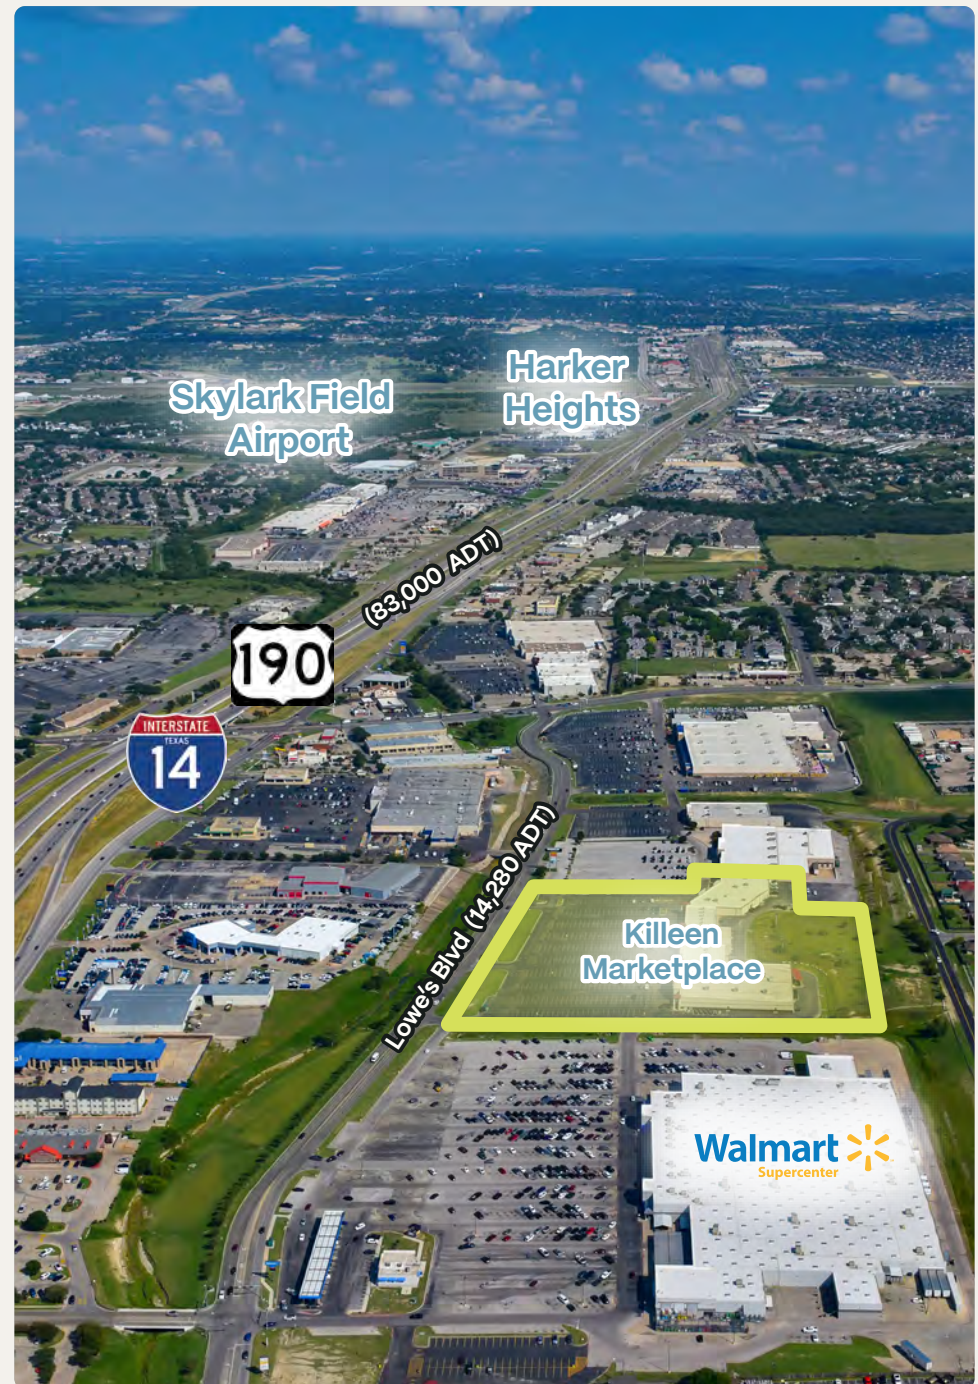 Skylark Field
Airport
Harker
Heights
(83,000 ADT)
190
INTERSTATE
TEXAS
14
Lowe's Blvd (14,280 ADT)
Killeen
Marketplace
Walmart
Supercenter